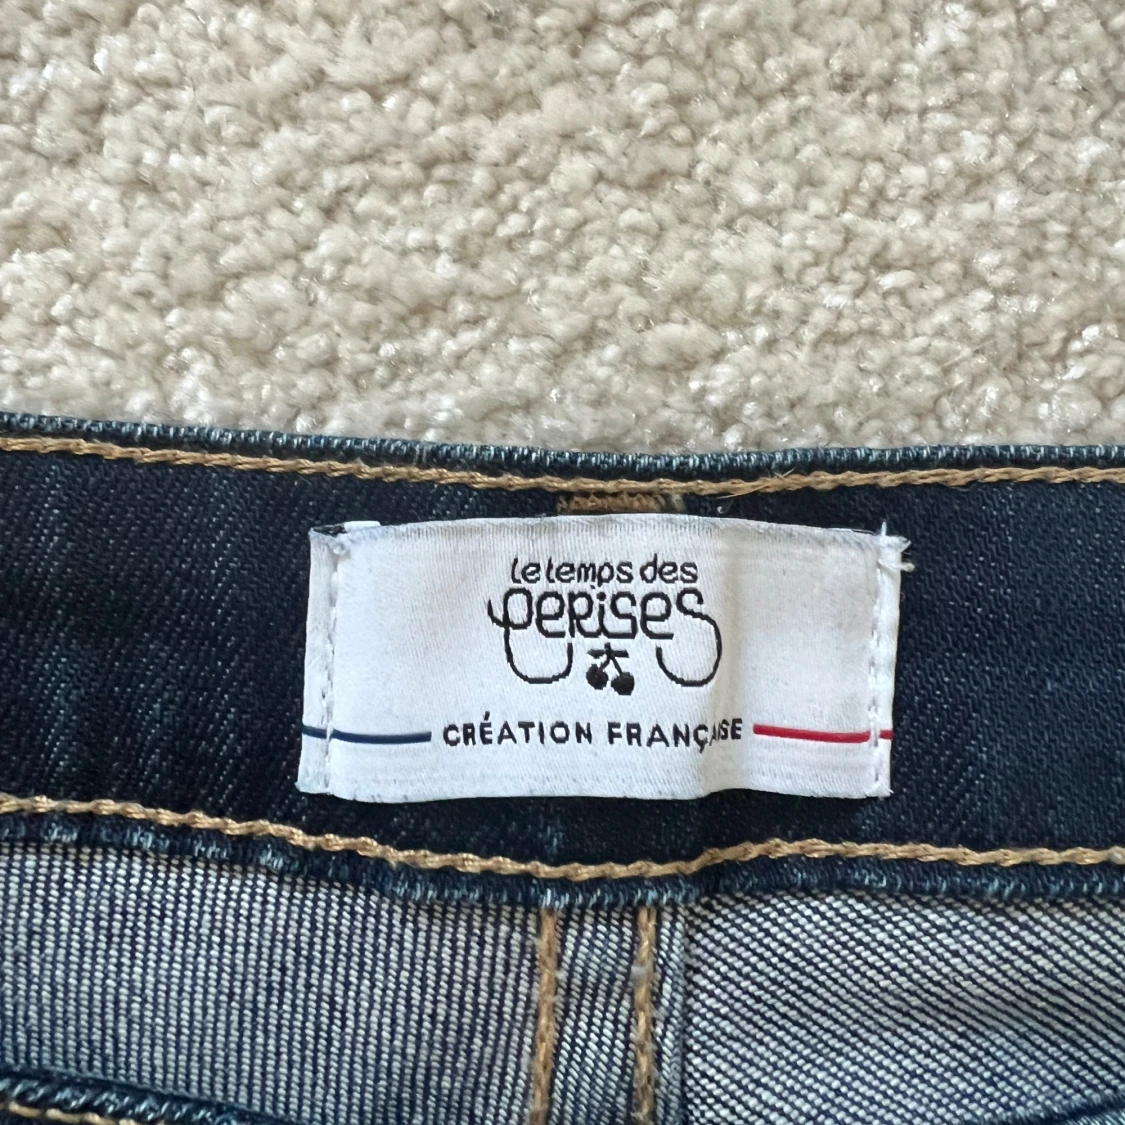 le temps des
cerises
CRÉATION FRANÇAISE